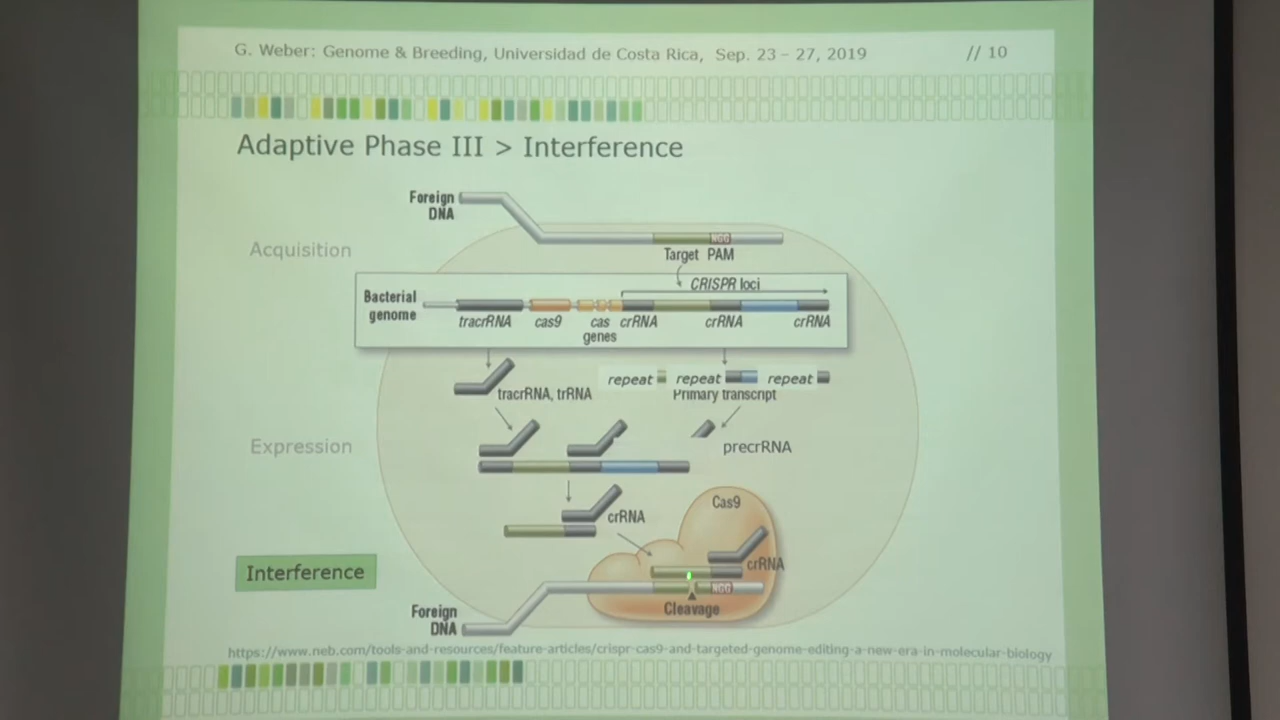 G. Weber: Genome & Breeding, Universidad de Costa Rica, Sep. 23 – 27, 2019 // 10
Adaptive Phase III > Interference
Foreign
DNA
NGG
Acquisition
Target PAM
CRISPR loci
Bacterial
genome
tracrRNA cas9 cas
genes crRNA crRNA crRNA
repeat repeat repeat
tracrRNA, trRNA
Primary transcript
Expression
precrRNA
Cas9
crRNA
crRNA
Interference
NGG
Cleavage
Foreign
DNA
https://www.neb.com/tools-and-resources/feature-articles/crispr-cas9-and-targeted-genome-editing-a-new-era-in-molecular-biology